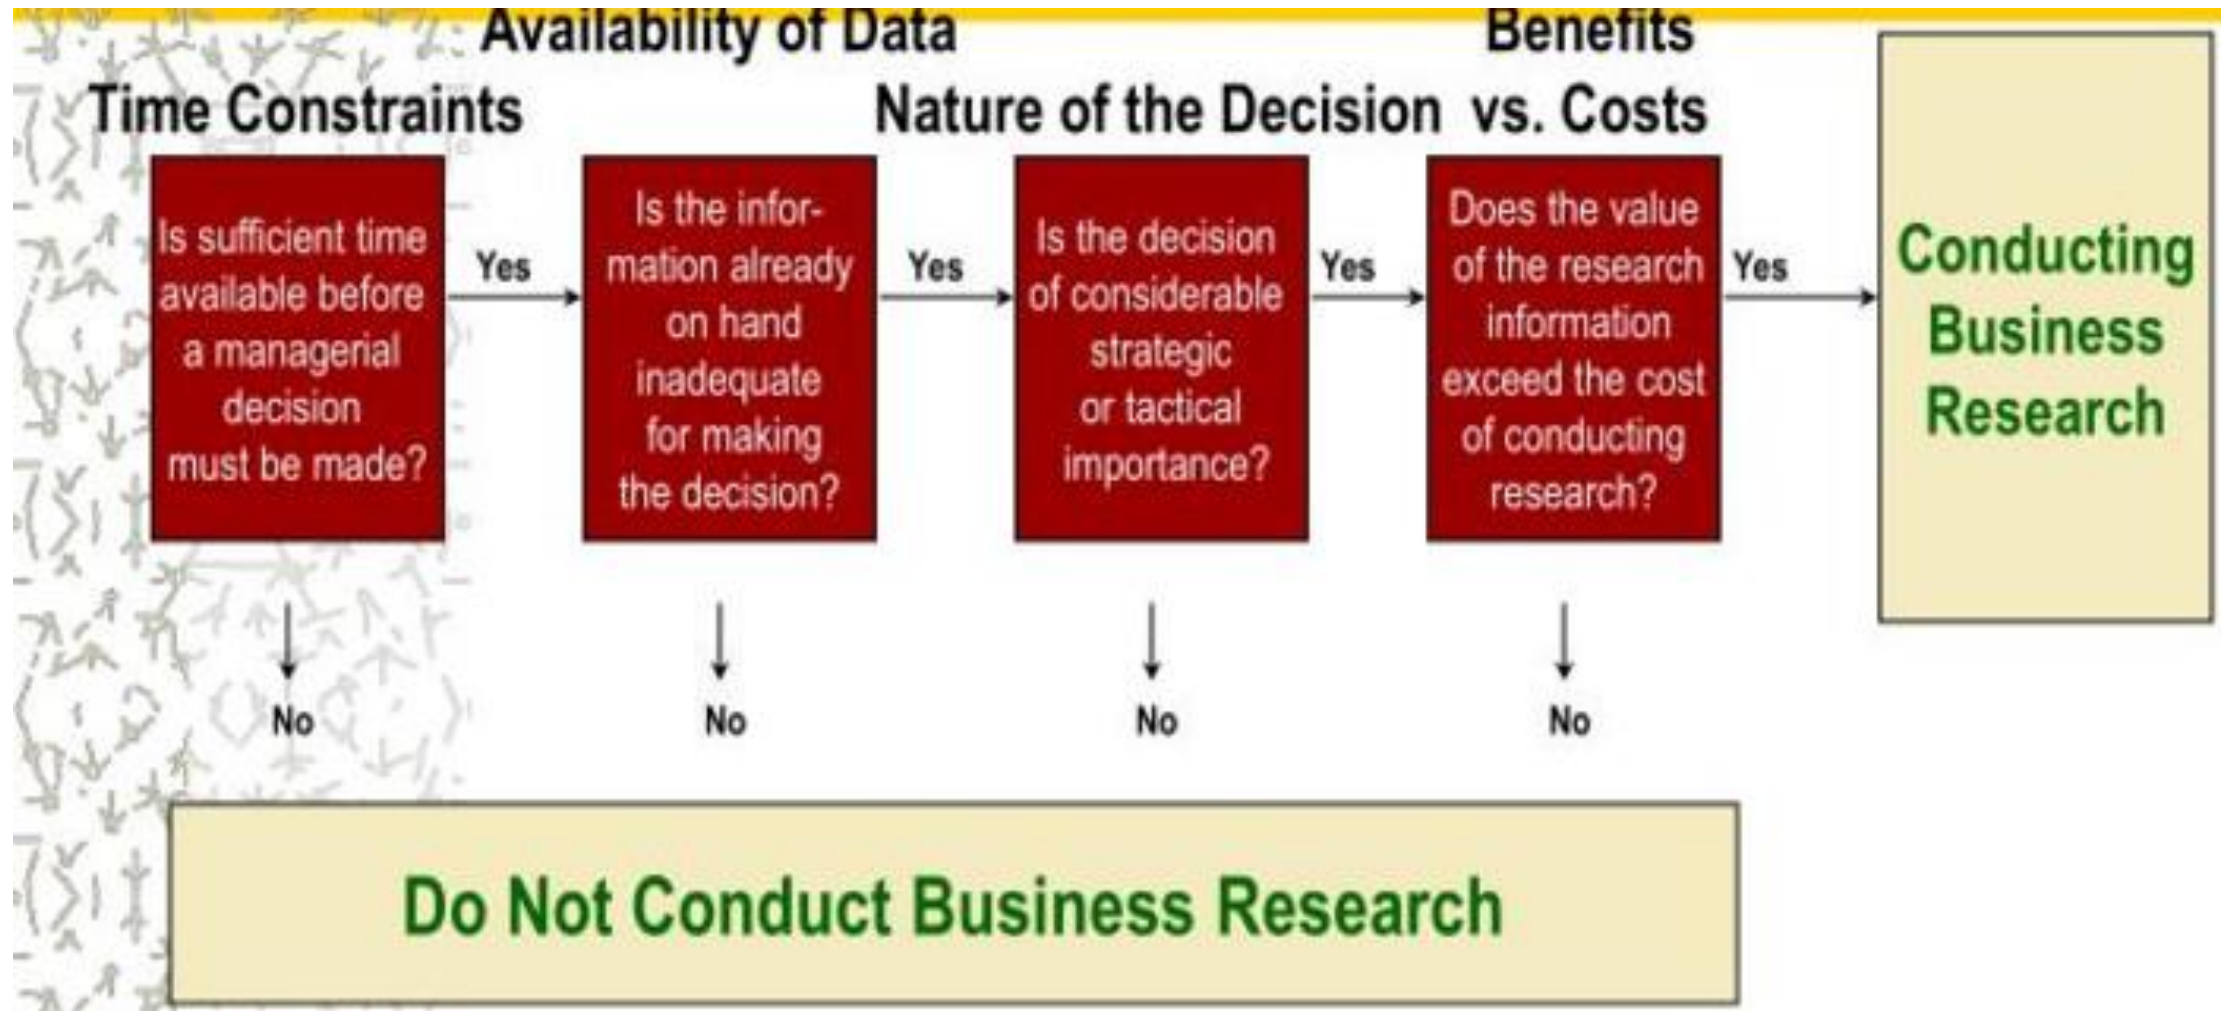 Availability of Data
Benefits
Time Constraints
Nature of the Decision vs. Costs
Is sufficient time
available before
a managerial
decision
must be made?
Yes
Is the infor-
mation already
on hand
inadequate
for making
the decision?
Yes
Is the decision
of considerable
strategic
or tactical
importance?
Yes
Does the value
of the research
information
exceed the cost
of conducting
research?
Yes
Conducting
Business
Research
No
No
No
No
Do Not Conduct Business Research